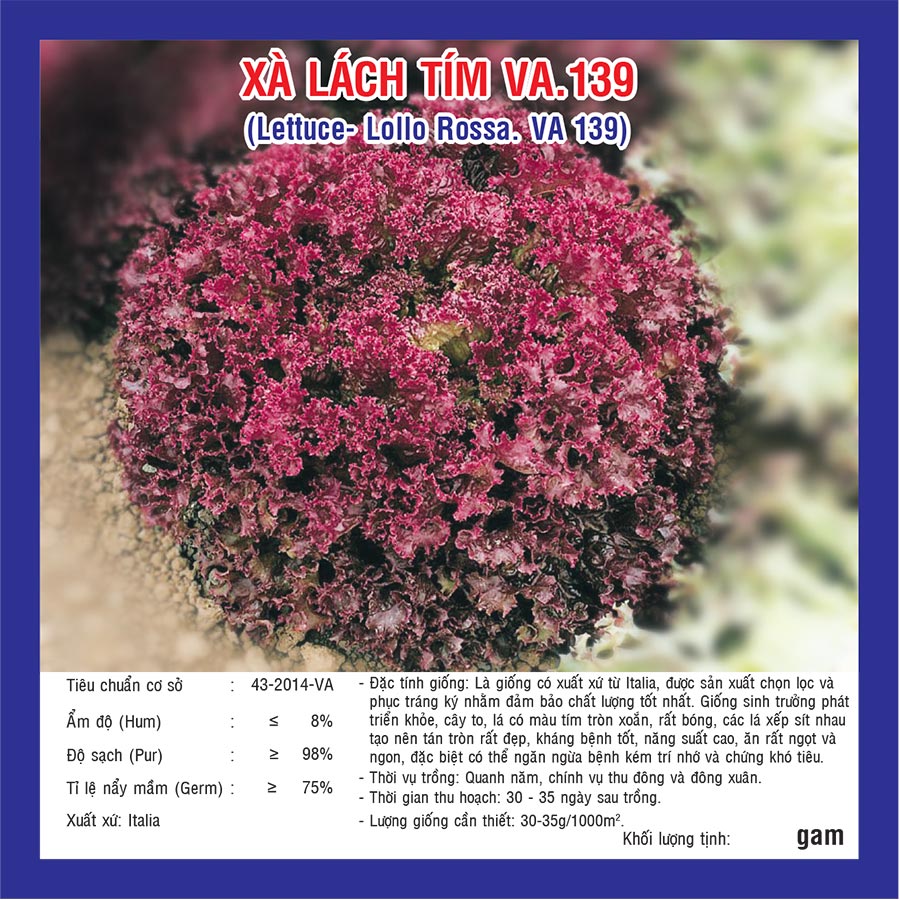 XÀ LÁCH TÍM VA.139
(Lettuce- Lollo Rossa. VA 139)
Tiêu chuẩn cơ sở : 43-2014-VA
Ẩm độ (Hum) : ≤ 8%
Độ sạch (Pur) : ≥ 98%
Tỉ lệ nẩy mầm (Germ) : ≥ 75%
Xuất xứ: Italia
- Đặc tính giống: Là giống có xuất xứ từ Italia, được sản xuất chọn lọc và
phục tráng kỳ nhằm đảm bảo chất lượng tốt nhất. Giống sinh trưởng phát
triển khỏe, cây to, lá có màu tím tròn xoăn, rất bóng, các lá xếp sít nhau
tạo nên tán tròn rất đẹp, kháng bệnh tốt, năng suất cao, ăn rất ngọt và
ngon, đặc biệt có thể ngăn ngừa bệnh kém trí nhớ và chứng khó tiêu.
- Thời vụ trồng: Quanh năm, chính vụ thu đông và đông xuân.
- Thời gian thu hoạch: 30 - 35 ngày sau trồng.
- Lượng giống cần thiết: 30-35g/1000m².
Khối lượng tịnh: gam